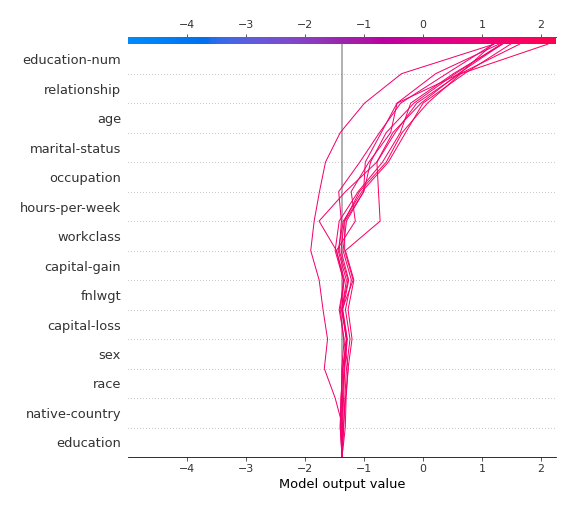 −4 −3 −2 −1 0 1 2
education-num
relationship
age
marital-status
occupation
hours-per-week
workclass
capital-gain
fnlwgt
capital-loss
sex
race
native-country
education
−4 −3 −2 −1 0 1 2
Model output value